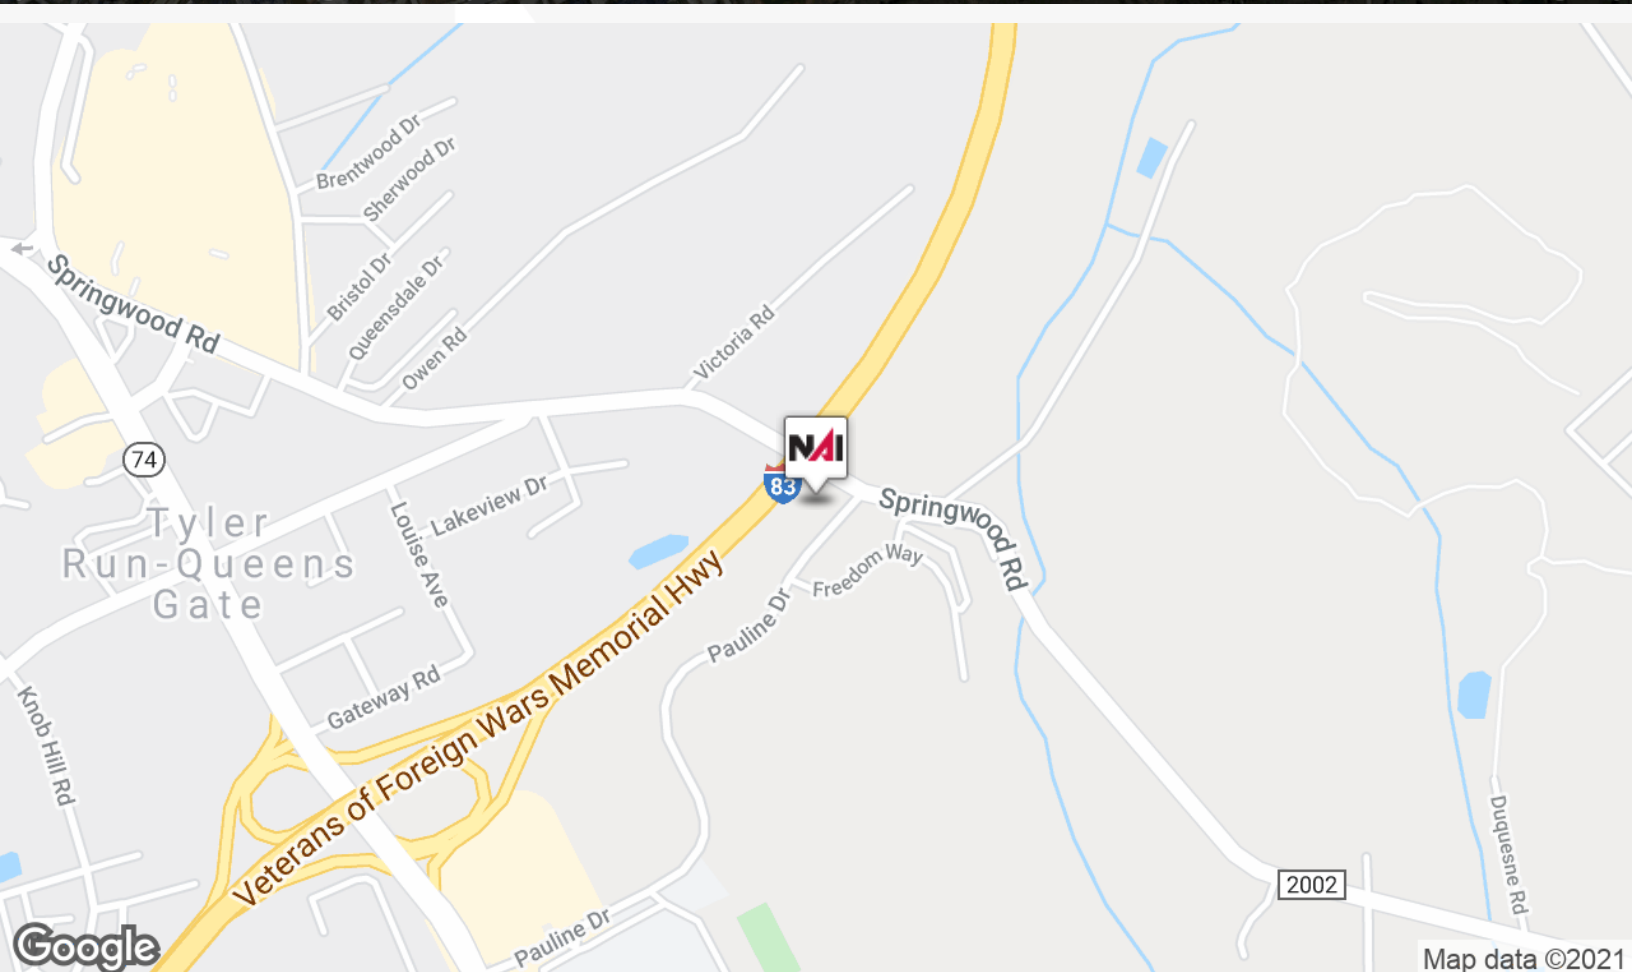 Brentwood Dr
Sherwood Dr
Springwood Rd
Bristol Dr
Queensdale Dr
Owen Rd
Victoria Rd
NAI
74
83
Lakeview Dr
Louise Ave
Springwood Rd
Tyler
Run-Queens
Gate
Freedom Way
Pauline Dr
Veterans of Foreign Wars Memorial Hwy
Gateway Rd
Knob Hill Rd
Duquesne Rd
2002
Pauline Dr
Google
Map data ©2021